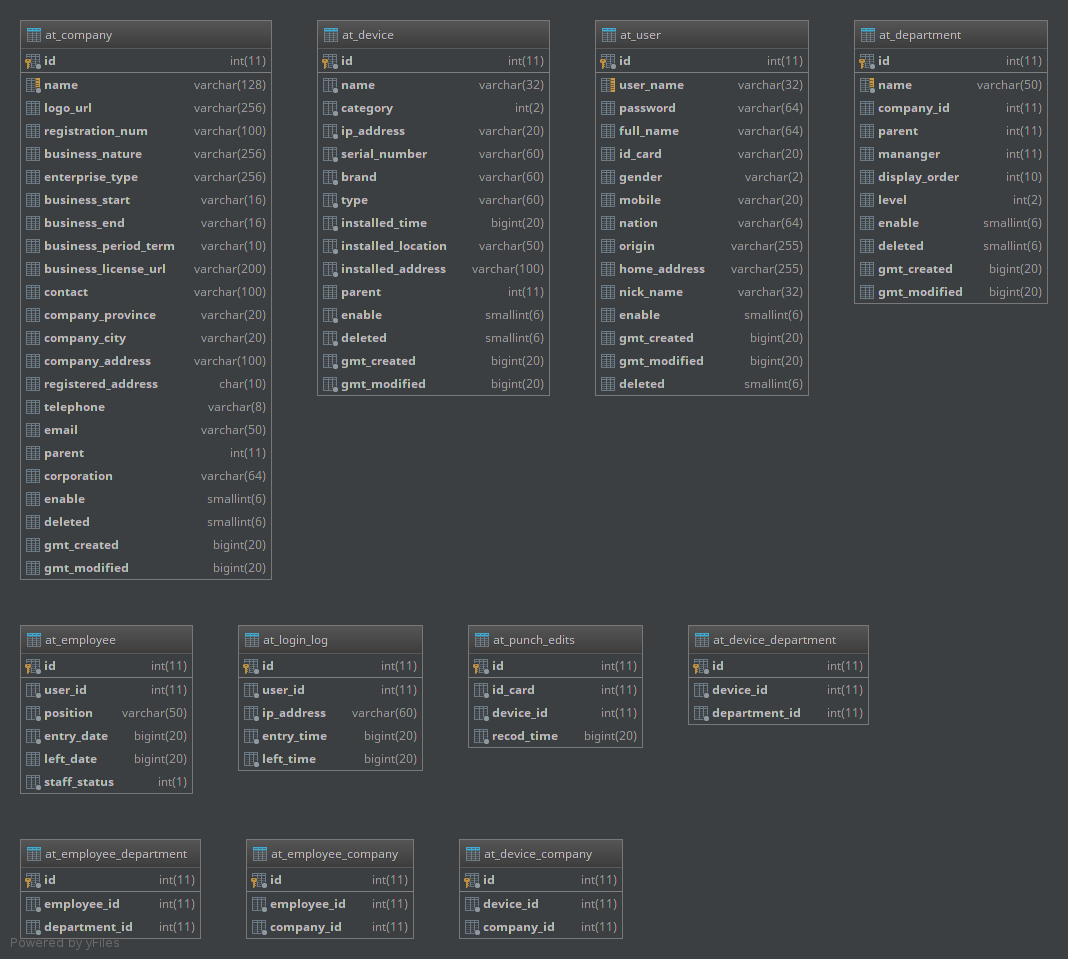 at_company
id int(11)
name varchar(128)
logo_url varchar(256)
registration_num varchar(100)
business_nature varchar(256)
enterprise_type varchar(256)
business_start varchar(16)
business_end varchar(16)
business_period_term varchar(10)
business_license_url varchar(200)
contact varchar(100)
company_province varchar(20)
company_city varchar(20)
company_address varchar(100)
registered_address char(10)
telephone varchar(8)
email varchar(50)
parent int(11)
corporation varchar(64)
enable smallint(6)
deleted smallint(6)
gmt_created bigint(20)
gmt_modified bigint(20)
at_device
id int(11)
name varchar(32)
category int(2)
ip_address varchar(20)
serial_number varchar(60)
brand varchar(60)
type varchar(60)
installed_time bigint(20)
installed_location varchar(50)
installed_address varchar(100)
parent int(11)
enable smallint(6)
deleted smallint(6)
gmt_created bigint(20)
gmt_modified bigint(20)
at_user
id int(11)
user_name varchar(32)
password varchar(64)
full_name varchar(64)
id_card varchar(20)
gender varchar(2)
mobile varchar(20)
nation varchar(64)
origin varchar(255)
home_address varchar(255)
nick_name varchar(32)
enable smallint(6)
gmt_created bigint(20)
gmt_modified bigint(20)
deleted smallint(6)
at_department
id int(11)
name varchar(50)
company_id int(11)
parent int(11)
mananger int(11)
display_order int(10)
level int(2)
enable smallint(6)
deleted smallint(6)
gmt_created bigint(20)
gmt_modified bigint(20)
at_employee
id int(11)
user_id int(11)
position varchar(50)
entry_date bigint(20)
left_date bigint(20)
staff_status int(1)
at_login_log
id int(11)
user_id int(11)
ip_address varchar(60)
entry_time bigint(20)
left_time bigint(20)
at_punch_edits
id int(11)
id_card int(11)
device_id int(11)
recod_time bigint(20)
at_device_department
id int(11)
device_id int(11)
department_id int(11)
at_employee_department
id int(11)
employee_id int(11)
department_id int(11)
at_employee_company
id int(11)
employee_id int(11)
company_id int(11)
at_device_company
id int(11)
device_id int(11)
company_id int(11)
Powered by yFiles